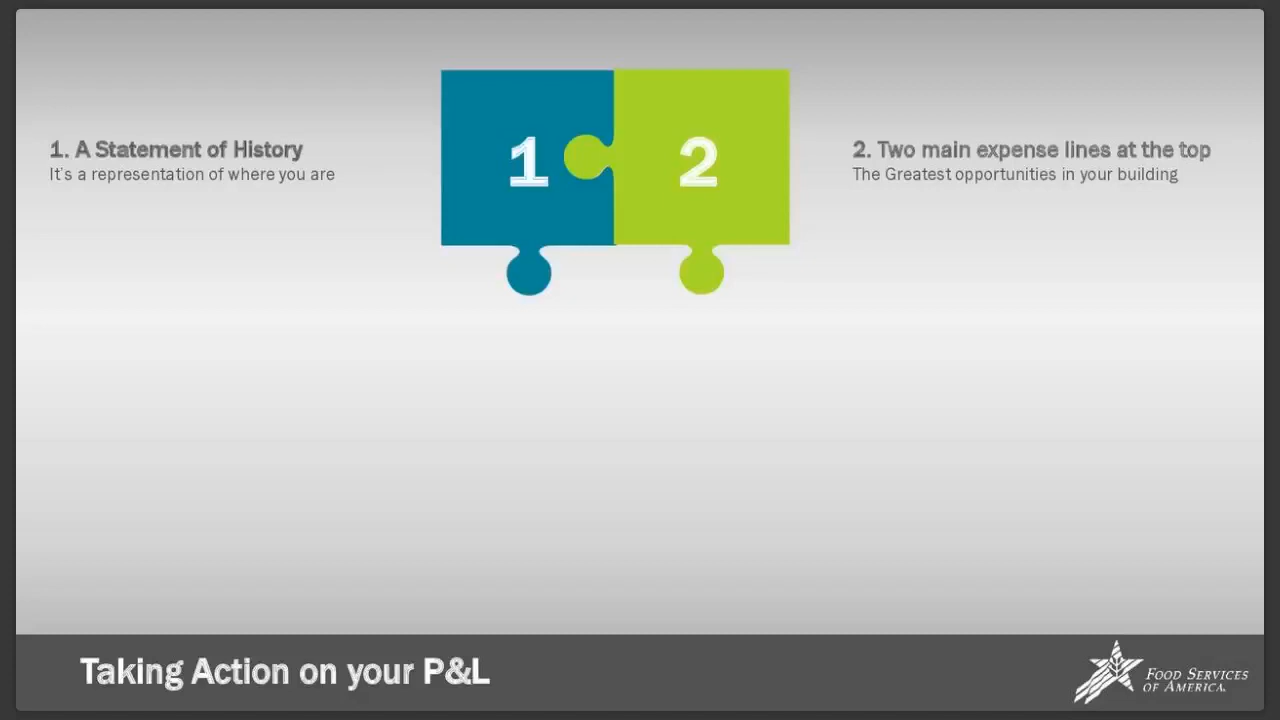 1. A Statement of History
It's a representation of where you are
1
2
2. Two main expense lines at the top
The Greatest opportunities in your building
Taking Action on your P&L
FOOD SERVICES
OF AMERICA.